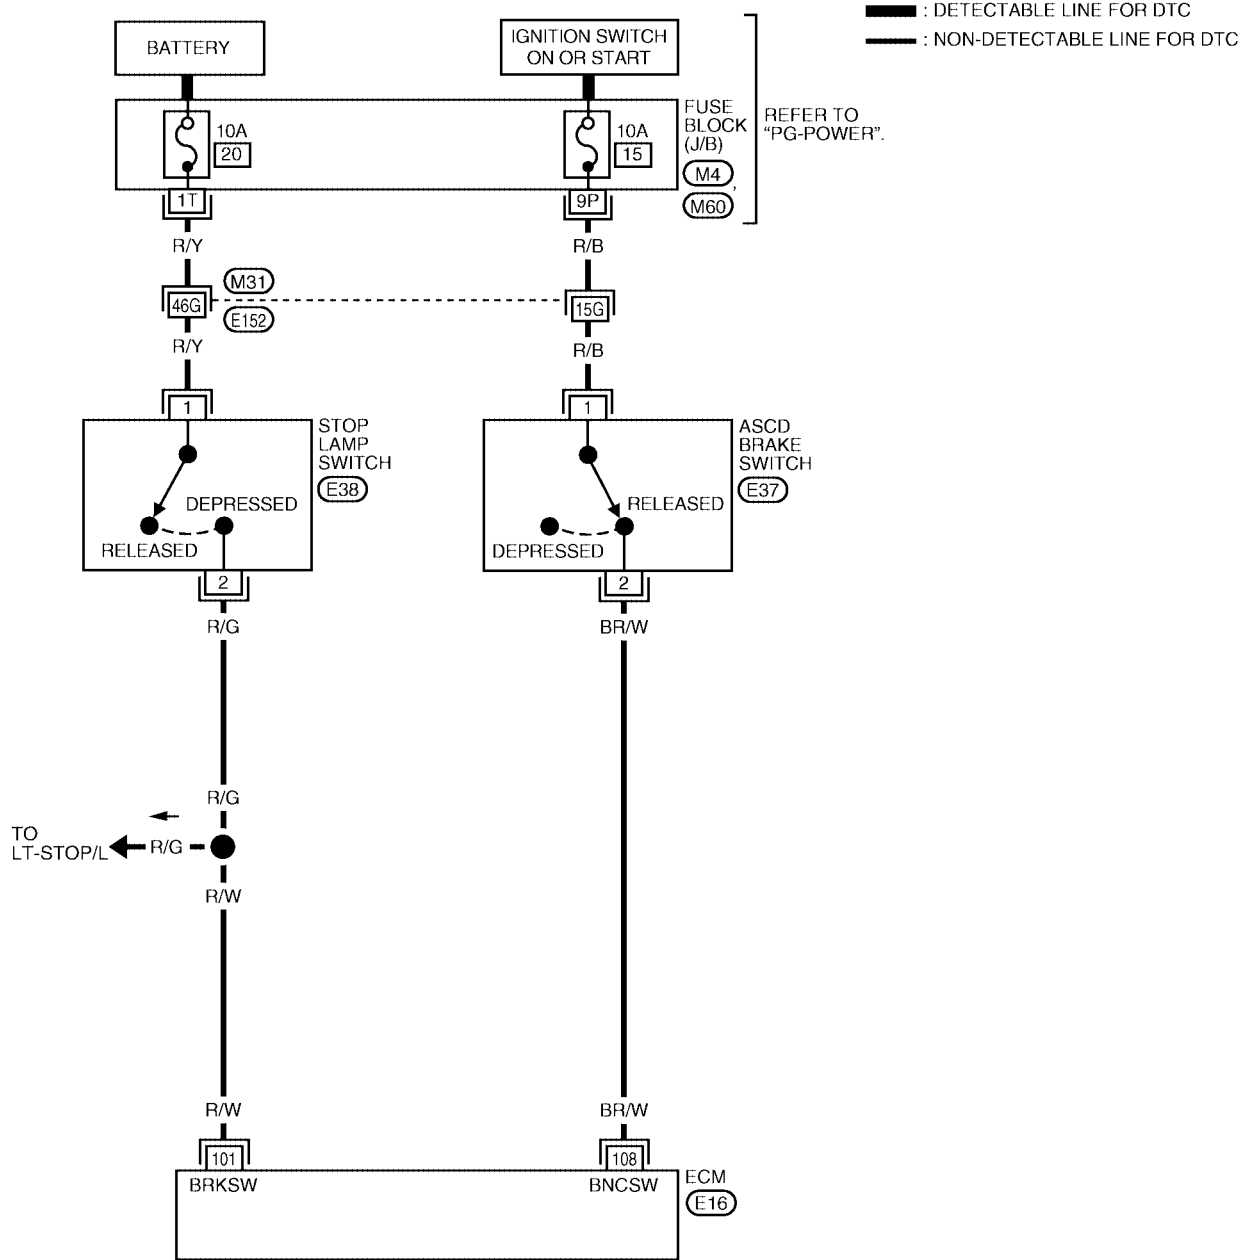 : DETECTABLE LINE FOR DTC
: NON-DETECTABLE LINE FOR DTC
BATTERY
IGNITION SWITCH
ON OR START
10A
20
10A
15
FUSE
BLOCK
(J/B)
M4 ,
M60
REFER TO
“PG-POWER”.
1T
9P
R/Y
R/B
M31
46G
15G
E152
R/Y
R/B
1
1
STOP
LAMP
SWITCH
E38
DEPRESSED
RELEASED
ASCD
BRAKE
SWITCH
E37
RELEASED
DEPRESSED
2
2
R/G
BR/W
R/G
TO
LT-STOP/L
R/G
R/W
R/W
BR/W
101
108
BRKSW
BNCSW
ECM
E16